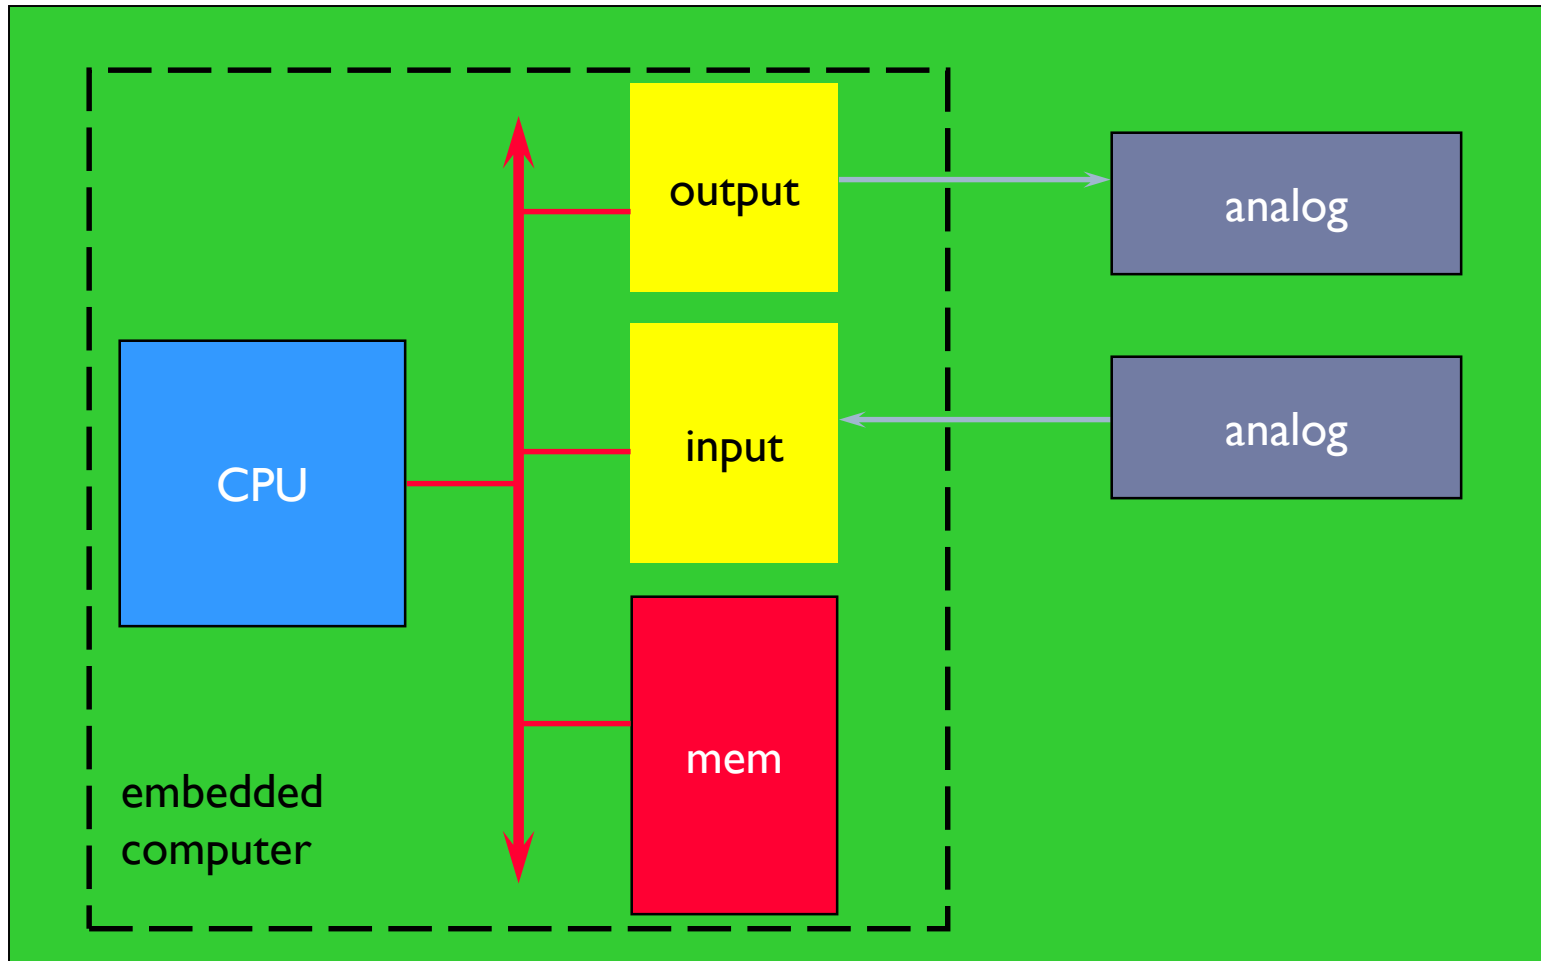 output
analog
input
analog
CPU
mem
embedded
computer